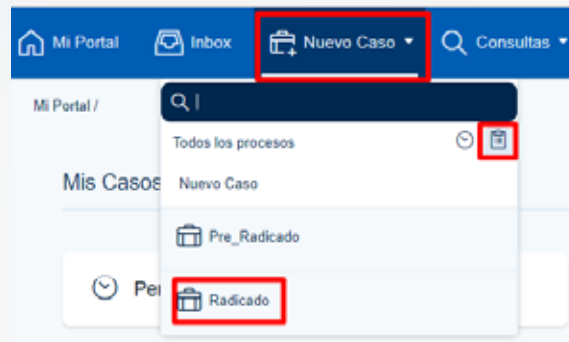 Mi Portal Inbox Nuevo Caso Consultas
Mi Portal /
Todos los procesos
Mis Casos Nuevo Caso
Pre_Radicado
Radicado